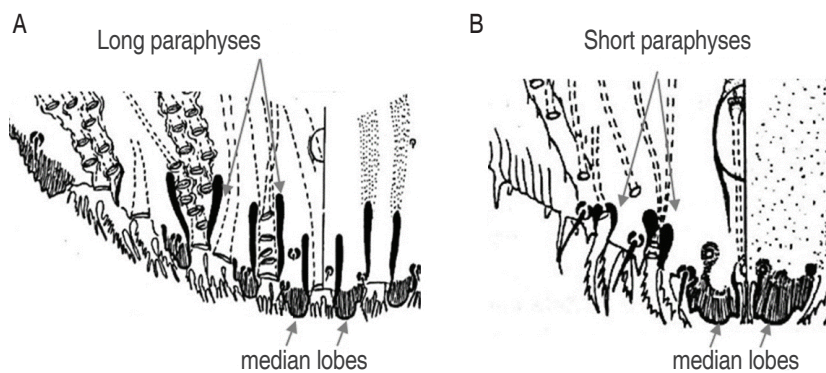 A
Long paraphyses
median lobes
B
Short paraphyses
median lobes